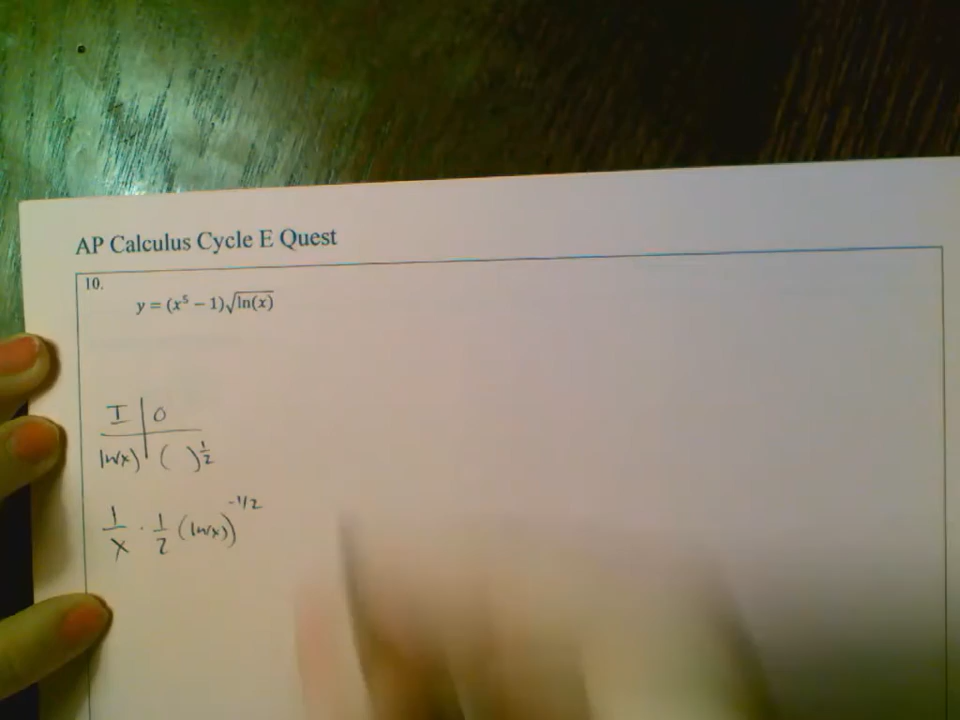 AP Calculus Cycle E Quest
10.
y = (x⁵ − 1)√ln(x)
I | O
ln(x) | ( )^½
1/x · 1/2 (ln(x))^-1/2